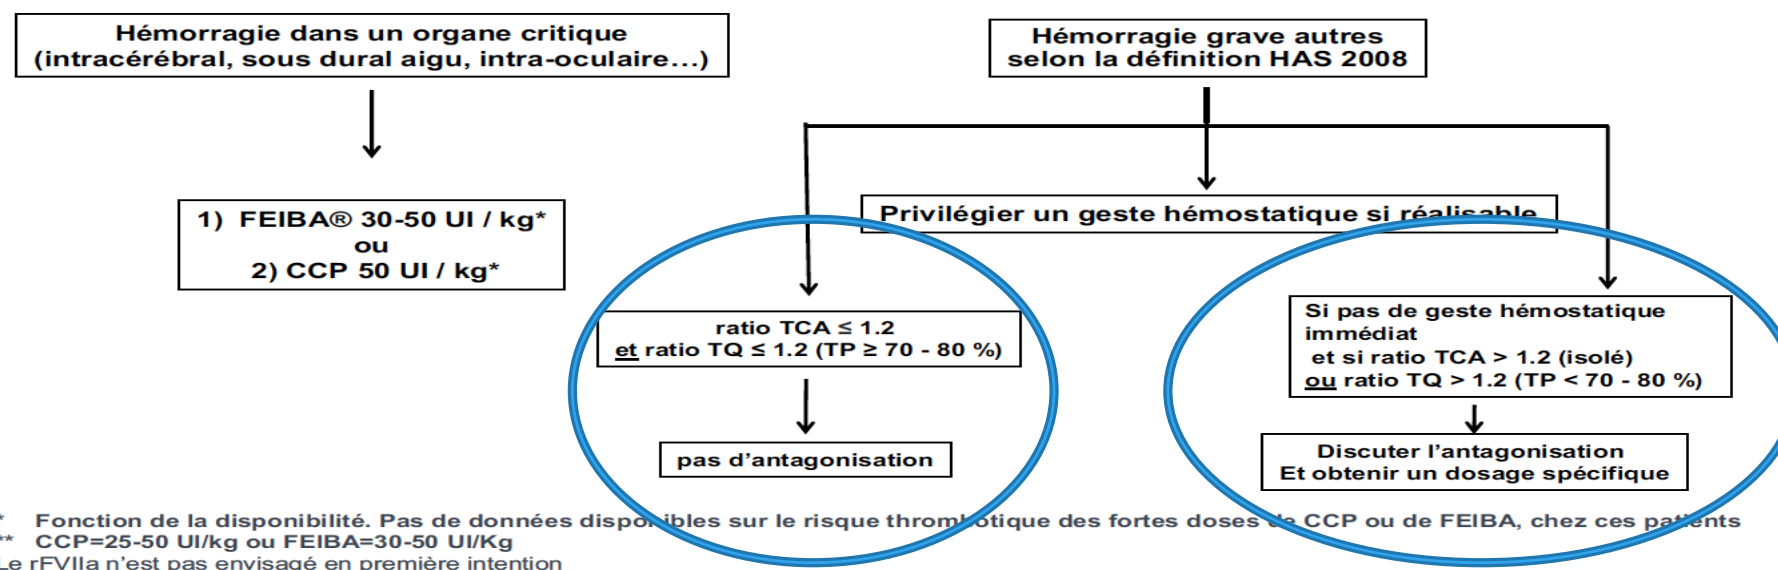 Hémorragie dans un organe critique
(intracérébral, sous dural aigu, intra-oculaire…)
Hémorragie grave autres
selon la définition HAS 2008
1) FEIBA® 30-50 UI / kg*
ou
2) CCP 50 UI / kg*
Privilégier un geste hémostatique si réalisable
ratio TCA ≤ 1.2
et ratio TQ ≤ 1.2 (TP ≥ 70 - 80 %)
pas d’antagonisation
Si pas de geste hémostatique
immédiat
et si ratio TCA > 1.2 (isolé)
ou ratio TQ > 1.2 (TP < 70 - 80 %)
Discuter l’antagonisation
Et obtenir un dosage spécifique
* Fonction de la disponibilité. Pas de données disponibles sur le risque thrombotique des fortes doses de CCP ou de FEIBA, chez ces patients
** CCP=25-50 UI/kg ou FEIBA=30-50 UI/Kg
Le rFVIIa n’est pas envisagé en première intention